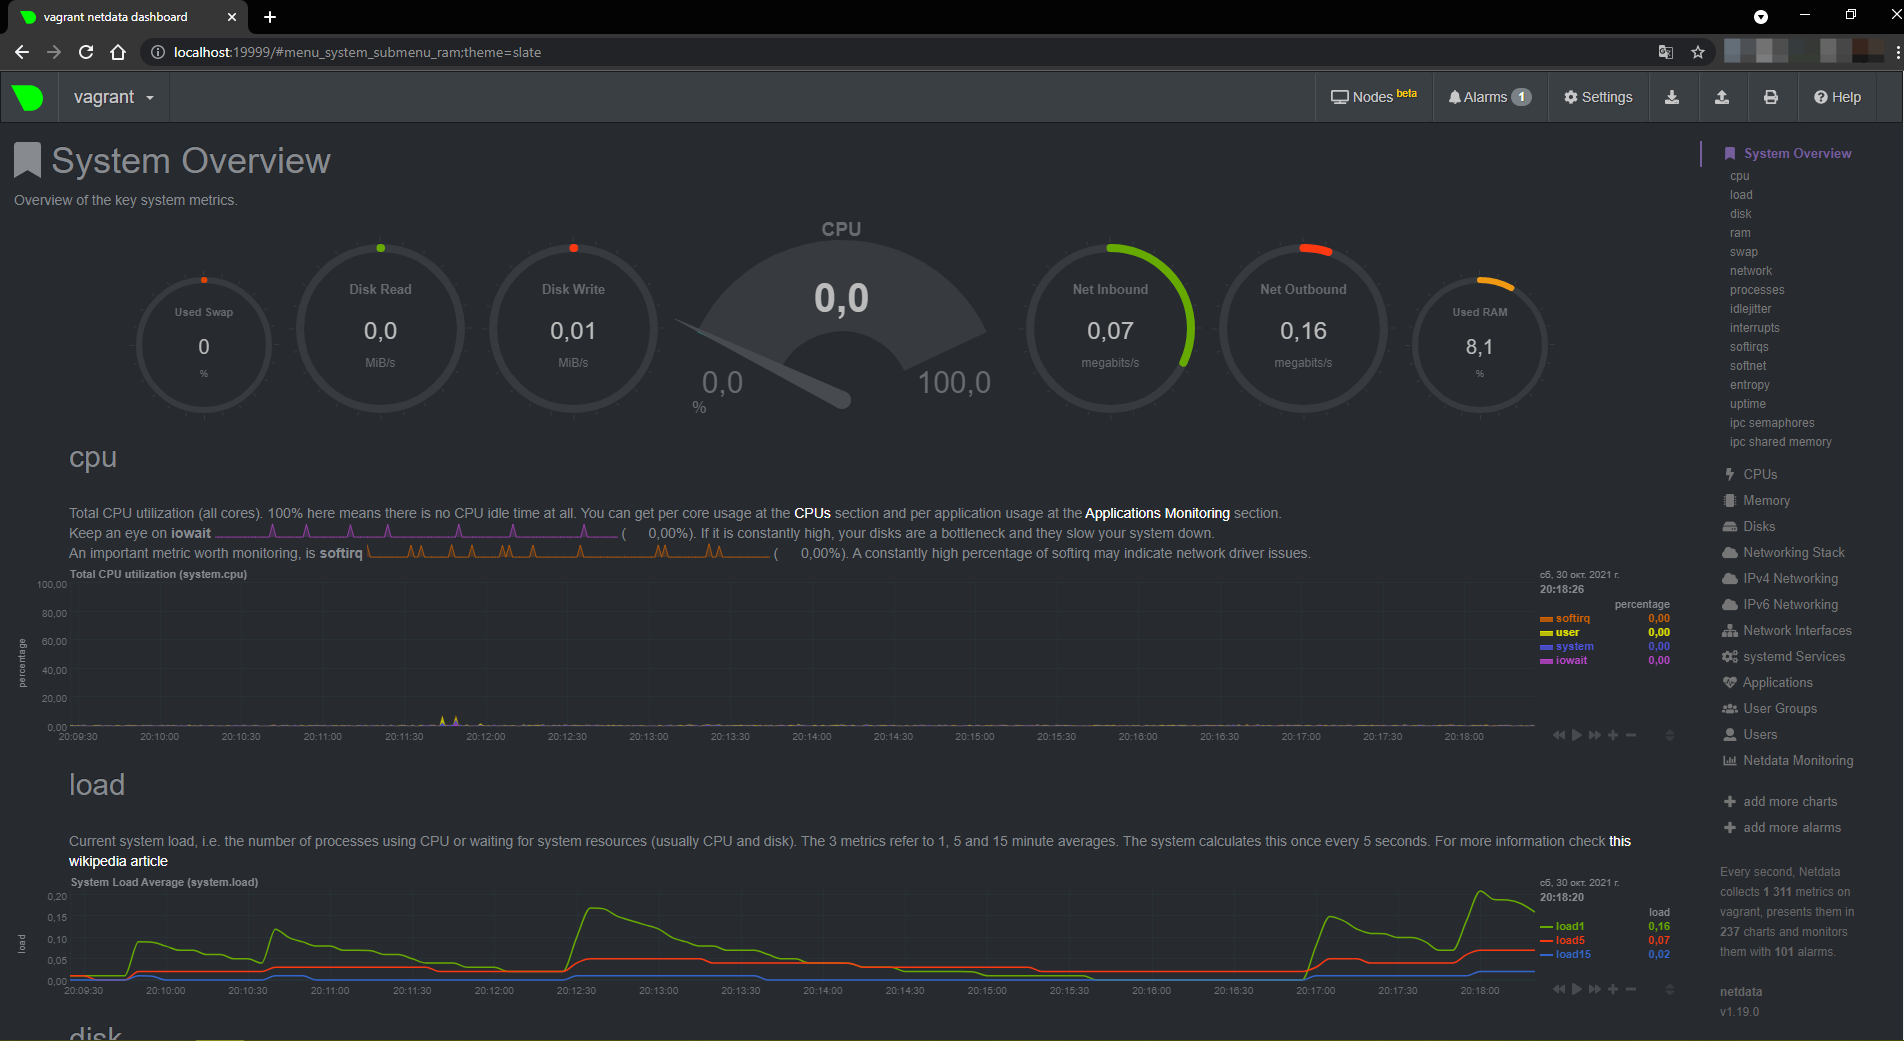 vagrant netdata dashboard
localhost:19999/#menu_system_submenu_ram;theme=slate
vagrant
Nodes beta
Alarms 1
Settings
Help
System Overview
Overview of the key system metrics.
Used Swap
0
%
Disk Read
0,0
MiB/s
Disk Write
0,01
MiB/s
CPU
0,0
0,0
100,0
%
Net Inbound
0,07
megabits/s
Net Outbound
0,16
megabits/s
Used RAM
8,1
%
cpu
Total CPU utilization (all cores). 100% here means there is no CPU idle time at all. You can get per core usage at the CPUs section and per application usage at the Applications Monitoring section.
Keep an eye on iowait ( 0,00%). If it is constantly high, your disks are a bottleneck and they slow your system down.
An important metric worth monitoring, is softirq ( 0,00%). A constantly high percentage of softirq may indicate network driver issues.
Total CPU utilization (system.cpu)
100,00
80,00
60,00
40,00
20,00
0,00
percentage
20:09:30 20:10:00 20:10:30 20:11:00 20:11:30 20:12:00 20:12:30 20:13:00 20:13:30 20:14:00 20:14:30 20:15:00 20:15:30 20:16:00 20:16:30 20:17:00 20:17:30 20:18:00
сб, 30 окт. 2021 г.
20:18:26
percentage
softirq 0,00
user 0,00
system 0,00
iowait 0,00
load
Current system load, i.e. the number of processes using CPU or waiting for system resources (usually CPU and disk). The 3 metrics refer to 1, 5 and 15 minute averages. The system calculates this once every 5 seconds. For more information check this
wikipedia article
System Load Average (system.load)
0,20
0,15
0,10
0,05
0,00
load
20:09:30 20:10:00 20:10:30 20:11:00 20:11:30 20:12:00 20:12:30 20:13:00 20:13:30 20:14:00 20:14:30 20:15:00 20:15:30 20:16:00 20:16:30 20:17:00 20:17:30 20:18:00
сб, 30 окт. 2021 г.
20:18:20
load
load1 0,16
load5 0,07
load15 0,02
disk
System Overview
cpu
load
disk
ram
swap
network
processes
idlejitter
interrupts
softirqs
softnet
entropy
uptime
ipc semaphores
ipc shared memory
CPUs
Memory
Disks
Networking Stack
IPv4 Networking
IPv6 Networking
Network Interfaces
systemd Services
Applications
User Groups
Users
Netdata Monitoring
add more charts
add more alarms
Every second, Netdata
collects 1 311 metrics on
vagrant, presents them in
237 charts and monitors
them with 101 alarms.
netdata
v1.19.0